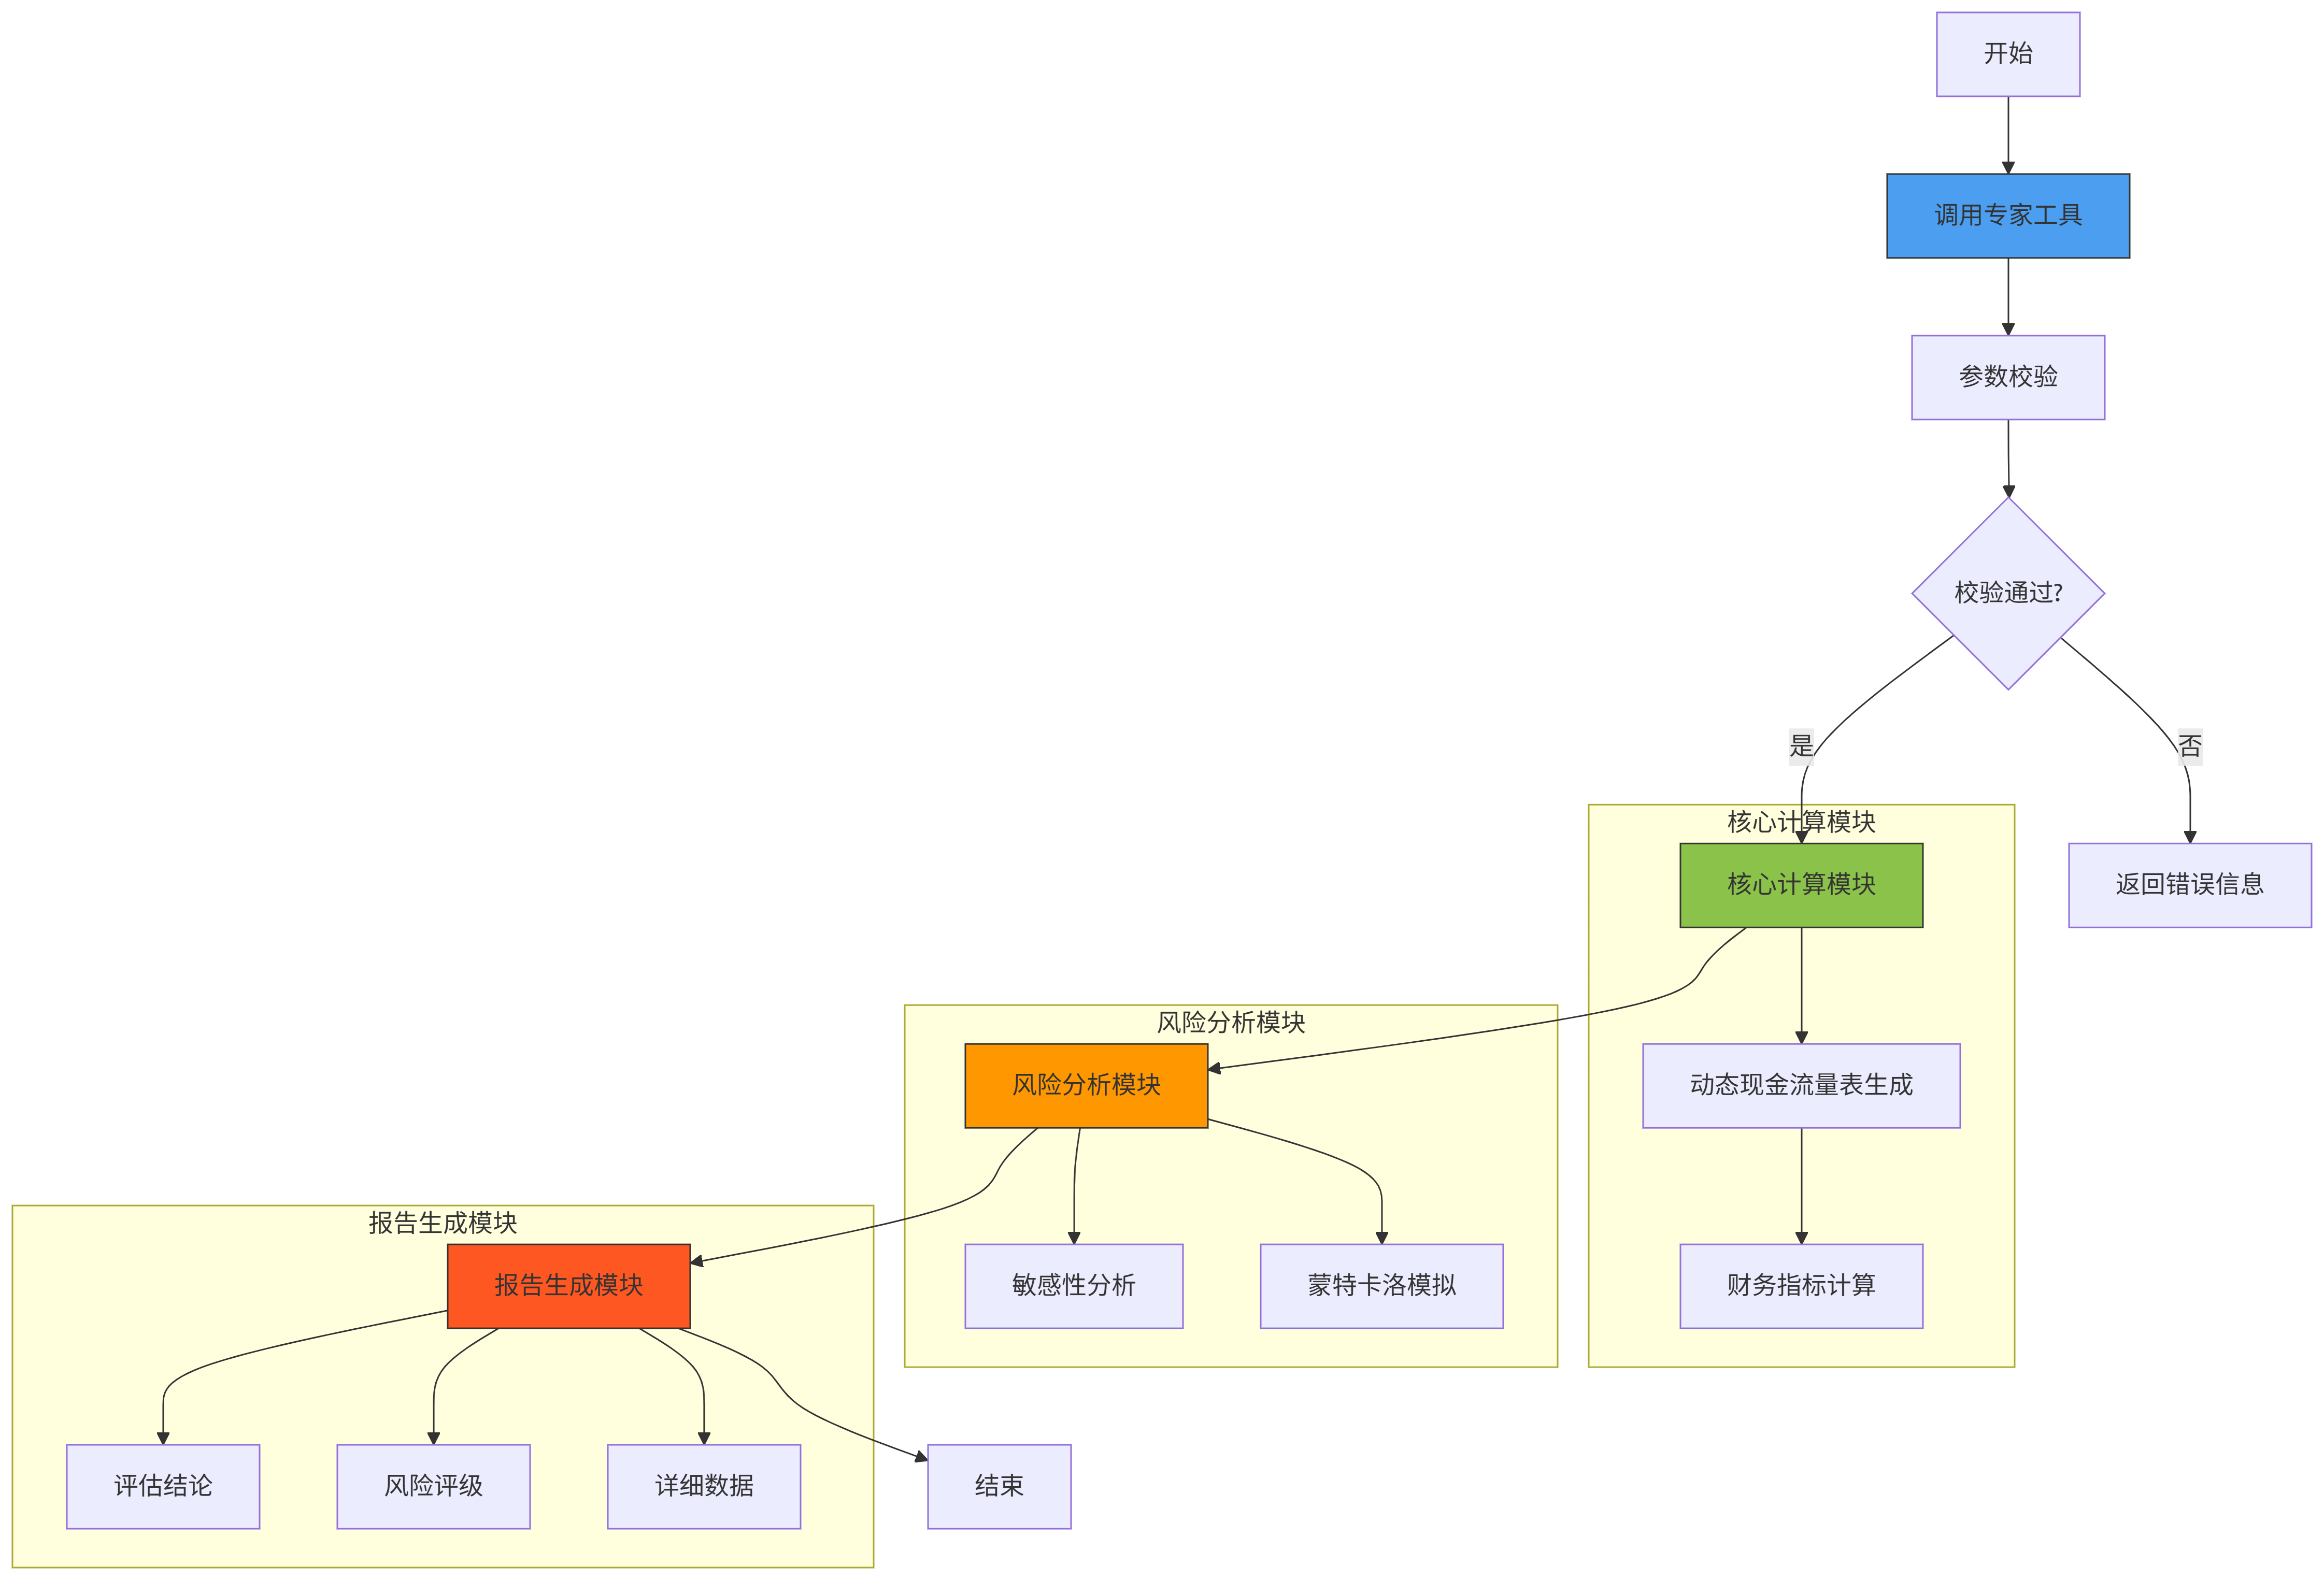 开始
调用专家工具
参数校验
校验通过?
是
否
核心计算模块
核心计算模块
返回错误信息
风险分析模块
风险分析模块
动态现金流量表生成
报告生成模块
报告生成模块
敏感性分析
蒙特卡洛模拟
财务指标计算
评估结论
风险评级
详细数据
结束